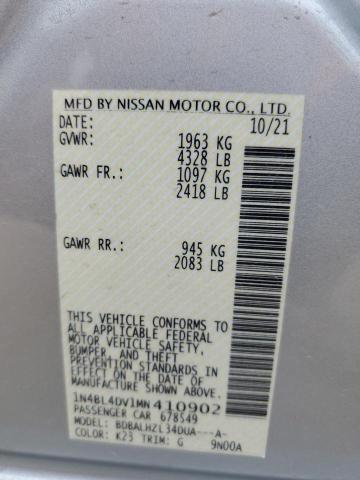 MFD BY NISSAN MOTOR CO., LTD.
DATE: 10/21
GVWR: 1963 KG
4328 LB
GAWR FR.: 1097 KG
2418 LB
GAWR RR.: 945 KG
2083 LB
THIS VEHICLE CONFORMS TO
ALL APPLICABLE FEDERAL
MOTOR VEHICLE SAFETY,
BUMPER, AND THEFT
PREVENTION STANDARDS IN
EFFECT ON THE DATE OF
MANUFACTURE SHOWN ABOVE.
1N4BL4DV1MN410902
PASSENGER CAR 678549
MODEL: BDBALHZL34DUA---A-
COLOR: K23 TRIM: G 9N00A